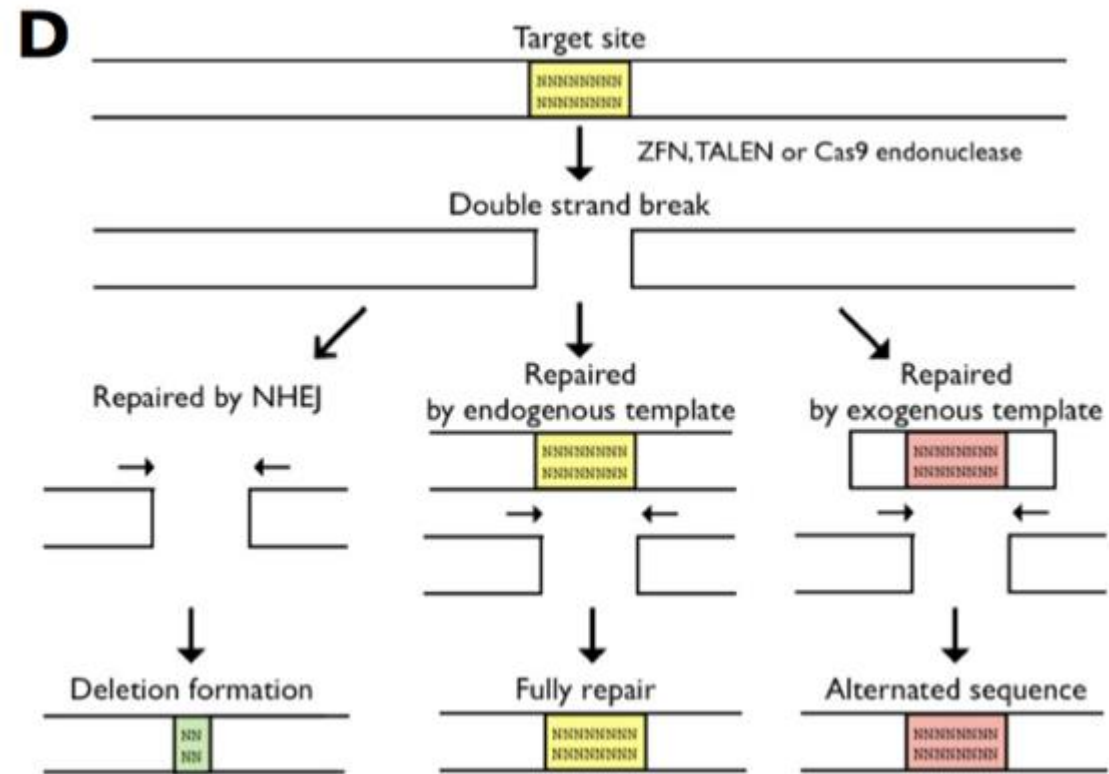 D
Target site
NNNNNNNN
NNNNNNNN
ZFN, TALEN or Cas9 endonuclease
Double strand break
Repaired by NHEJ
Repaired
by endogenous template
Repaired
by exogenous template
NNNNNNNN
NNNNNNNN
NNNNNNNN
NNNNNNNN
Deletion formation
Fully repair
Alternated sequence
NN
NN
NNNNNNNN
NNNNNNNN
NNNNNNNN
NNNNNNNN